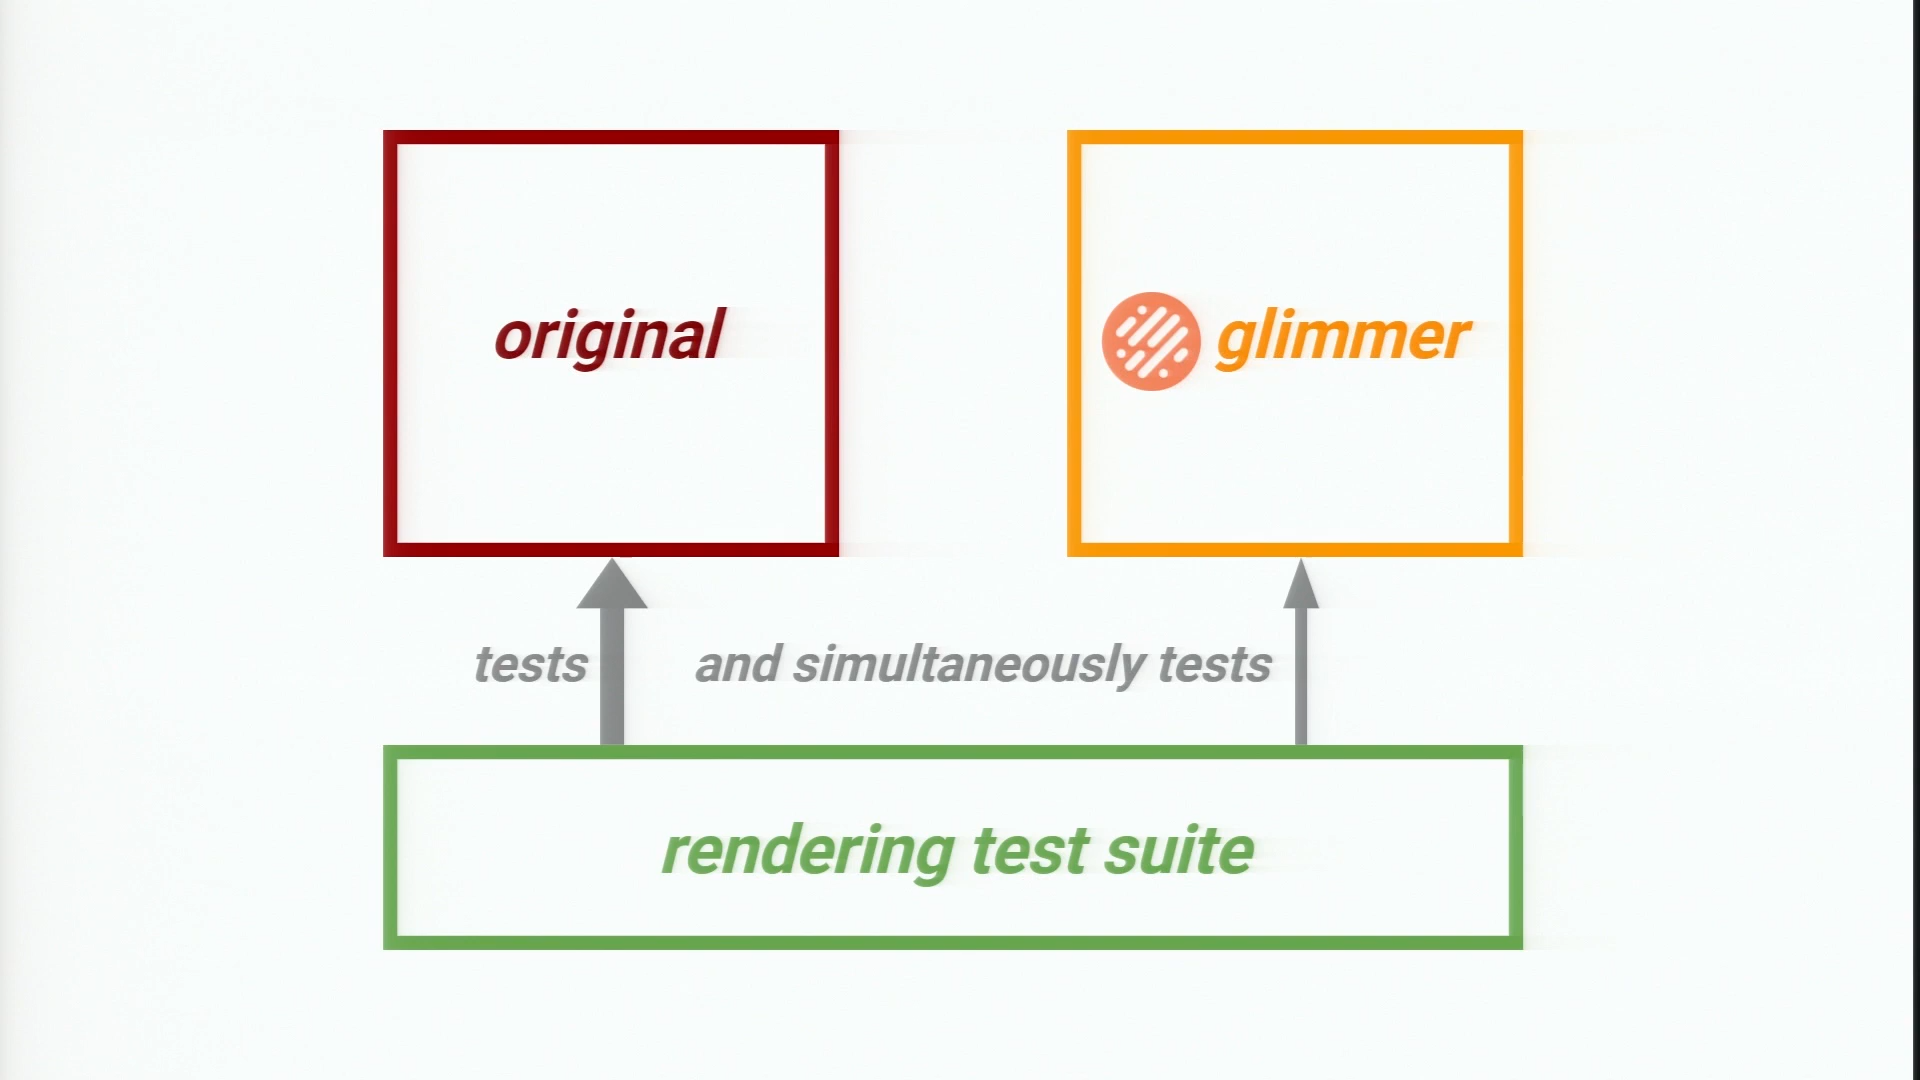 original
glimmer
tests
and simultaneously tests
rendering test suite